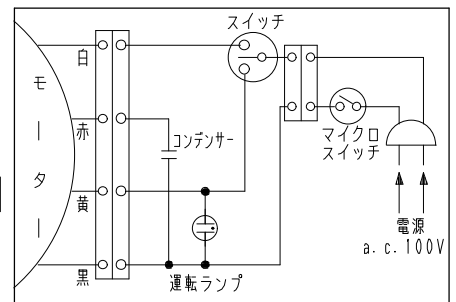 スイッチ
白
モーター
赤
コンデンサー
マイクロ
スイッチ
黄
電源
a.c.100V
黒
運転ランプ